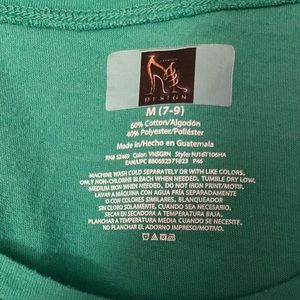 DESIGN
M (7-9)
60% Cotton/Algodón
40% Polyester/Poliéster
Made in/Hecho en Guatemala
RN# 52469 Color: VNSGRN Style: NJ16T106HA
EAN/UPC 880632371823 P46
MACHINE WASH COLD SEPARATELY OR WITH LIKE COLORS.
ONLY NON-CHLORINE BLEACH WHEN NEEDED, TUMBLE DRY LOW.
MEDIUM IRON WHEN NEEDED. DO NOT IRON PRINT/MOTIF.
LAVAR A MÁQUINA CON AGUA FRÍA SEPARADAMENTE
O CON COLORES SIMILARES. BLANQUEADOR
SIN CLORO SOLAMENTE, CUANDO SEA NECESARIO.
SECAR EN SECADORA A TEMPERATURA BAJA.
PLANCHAR A TEMPERATURA MEDIA CUANDO SE NECESITE.
NO PLANCHAR EL ADORNO IMPRESO/MOTIVO.